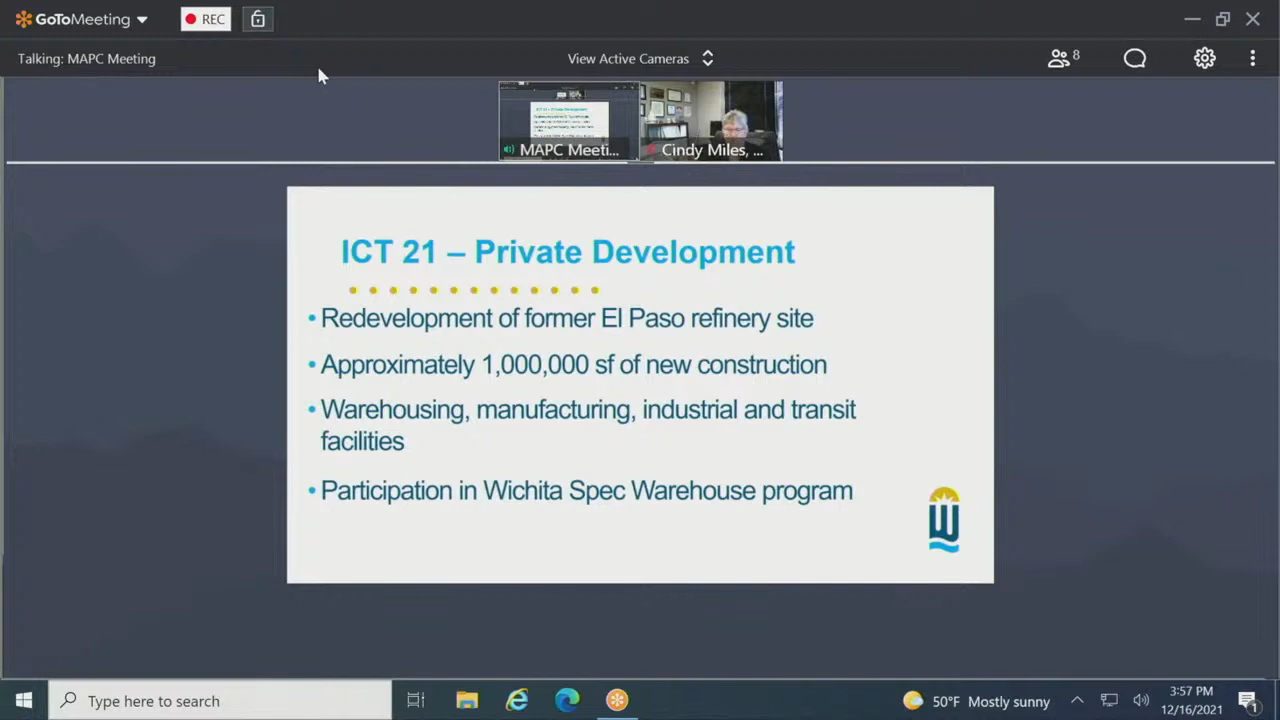 GoToMeeting
REC
Talking: MAPC Meeting
View Active Cameras
8
MAPC Meeti...
Cindy Miles, ...
ICT 21 – Private Development
• Redevelopment of former El Paso refinery site
• Approximately 1,000,000 sf of new construction
• Warehousing, manufacturing, industrial and transit
facilities
• Participation in Wichita Spec Warehouse program
Type here to search
50°F Mostly sunny
3:57 PM
12/16/2021
1